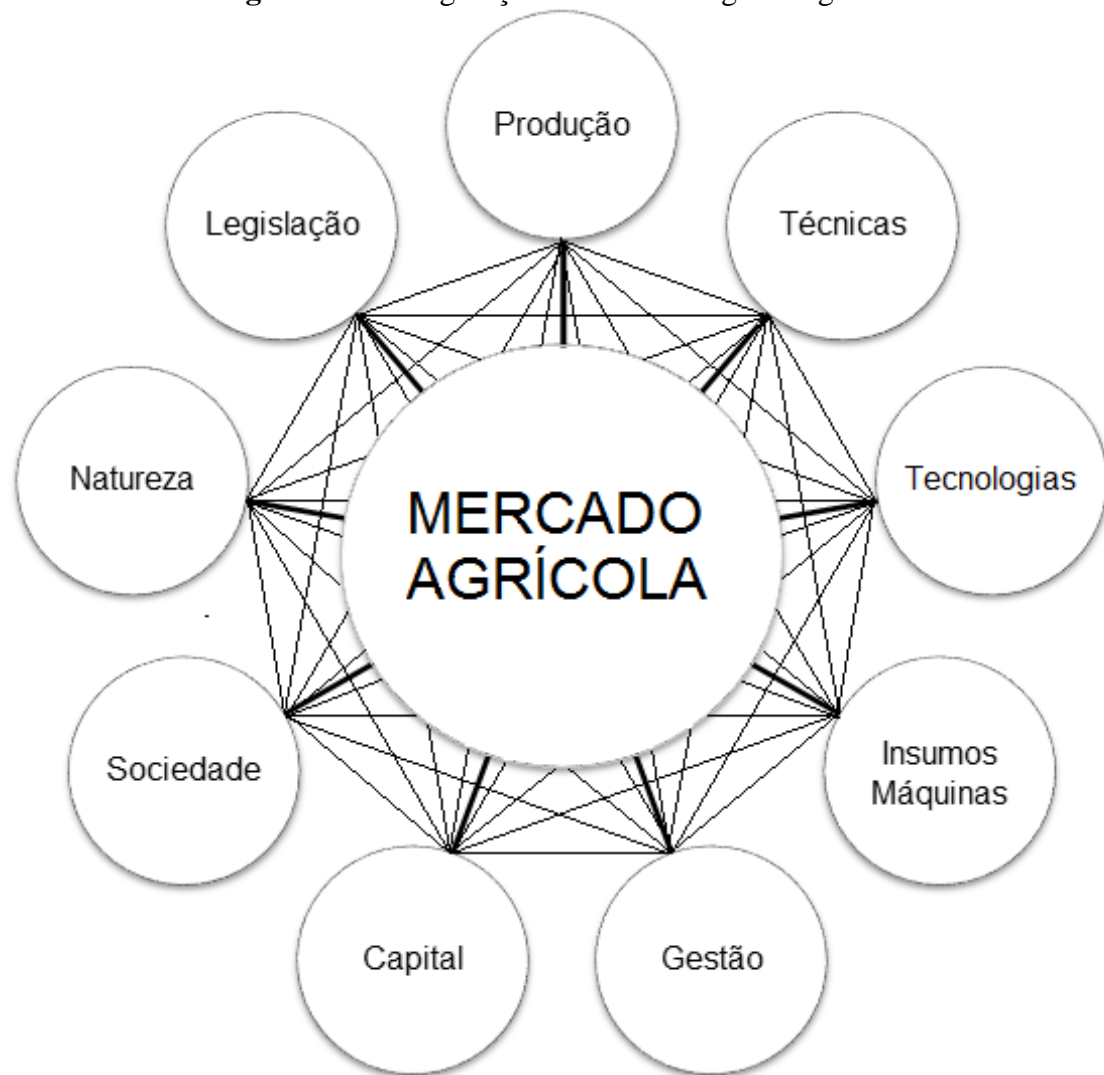 Produção
Legislação
Técnicas
Natureza
Tecnologias
MERCADO
AGRÍCOLA
Sociedade
Insumos
Máquinas
Capital
Gestão